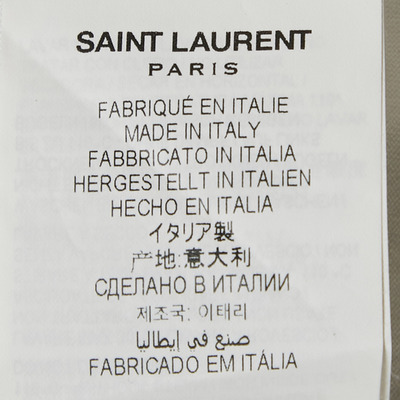 SAINT LAURENT
PARIS
FABRIQUÉ EN ITALIE
MADE IN ITALY
FABBRICATO IN ITALIA
HERGESTELLT IN ITALIEN
HECHO EN ITALIA
イタリア製
产地:意大利
СДЕЛАНО В ИТАЛИИ
제조국: 이태리
صنع في إيطاليا
FABRICADO EM ITÁLIA